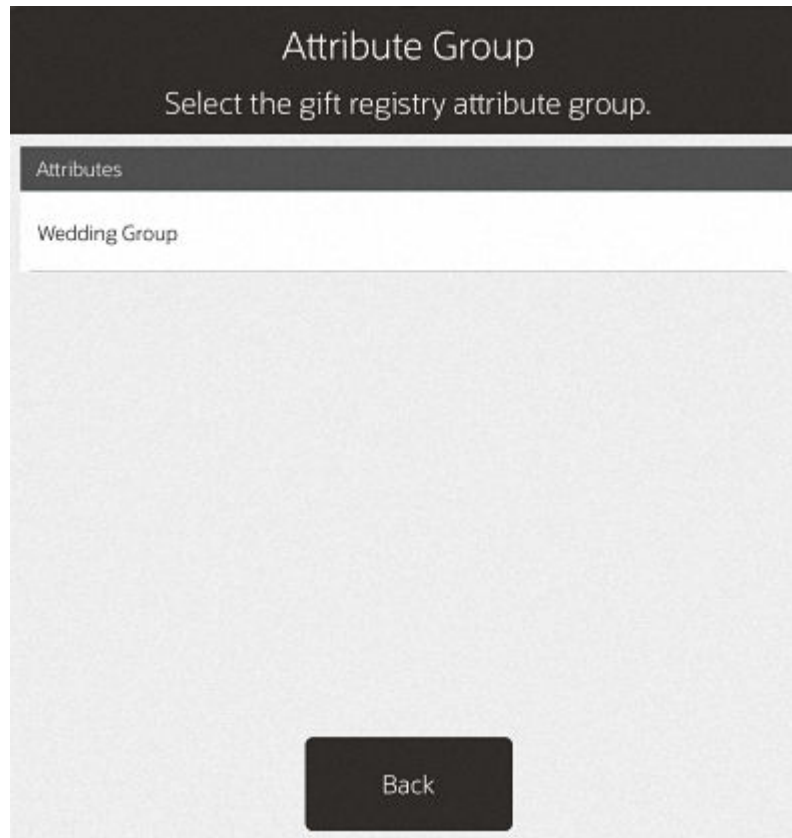 Attribute Group
Select the gift registry attribute group.
Attributes
Wedding Group
Back